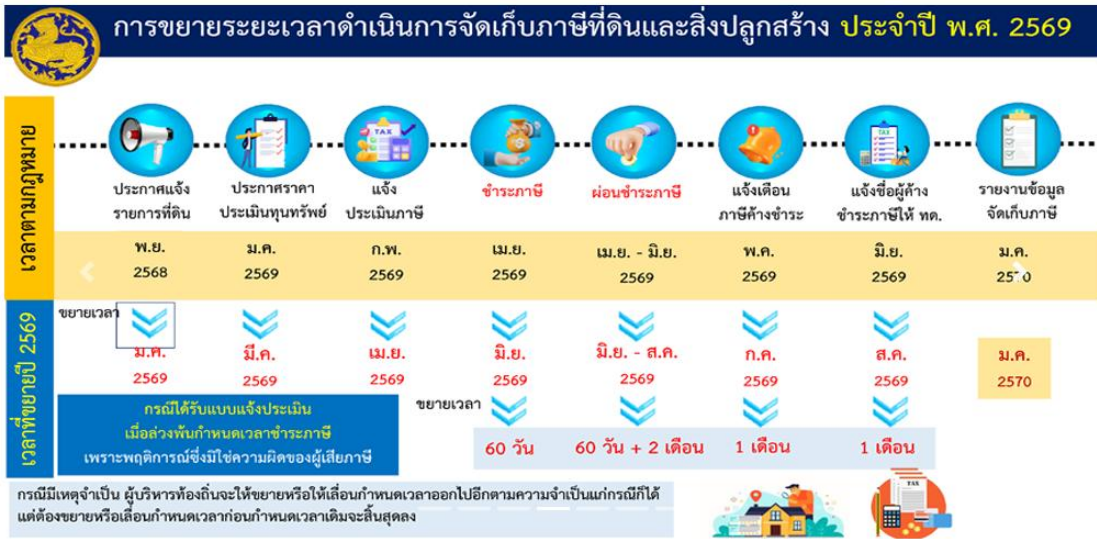 การขยายระยะเวลาดำเนินการจัดเก็บภาษีที่ดินและสิ่งปลูกสร้าง ประจำปี พ.ศ. 2569
เวลาตามกฎหมาย
ประกาศแจ้ง
รายการที่ดิน
ประกาศราคา
ประเมินทุนทรัพย์
แจ้ง
ประเมินภาษี
ชำระภาษี
ผ่อนชำระภาษี
แจ้งเตือน
ภาษีค้างชำระ
แจ้งชื่อผู้ค้าง
ชำระภาษีให้ ทด.
รายงานข้อมูล
จัดเก็บภาษี
พ.ย.
2568
ม.ค.
2569
ก.พ.
2569
เม.ย.
2569
เม.ย. - มิ.ย.
2569
พ.ค.
2569
มิ.ย.
2569
ม.ค.
2570
เวลาที่ขยายปี 2569
ขยายเวลา
ม.ค.
2569
มี.ค.
2569
เม.ย.
2569
มิ.ย.
2569
มิ.ย. - ส.ค.
2569
ก.ค.
2569
ส.ค.
2569
ม.ค.
2570
กรณีได้รับแบบแจ้งประเมิน
เมื่อล่วงพ้นกำหนดเวลาชำระภาษี
เพราะพฤติการณ์ซึ่งมิใช่ความผิดของผู้เสียภาษี
ขยายเวลา
60 วัน
60 วัน + 2 เดือน
1 เดือน
1 เดือน
กรณีมีเหตุจำเป็น ผู้บริหารท้องถิ่นจะให้ขยายหรือให้เลื่อนกำหนดเวลาออกไปอีกตามความจำเป็นแก่กรณีก็ได้
แต่ต้องขยายหรือเลื่อนกำหนดเวลาก่อนกำหนดเวลาเดิมจะสิ้นสุดลง
TAX
TAX
TAX